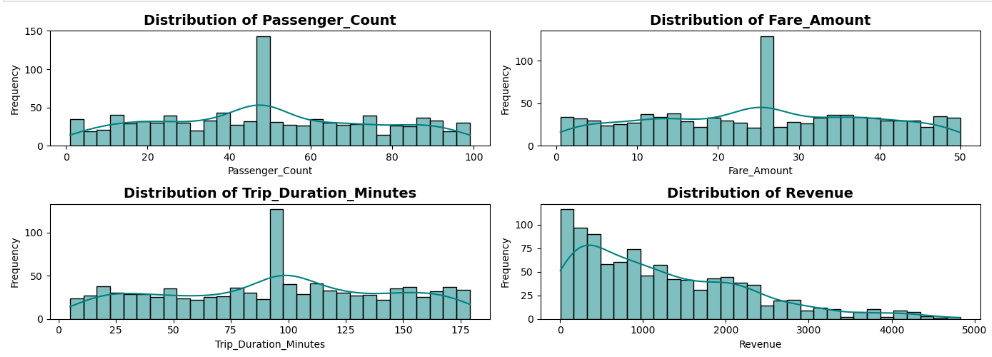 Distribution of Passenger_Count
150
100
50
0
Frequency
0 20 40 60 80 100
Passenger_Count
Distribution of Fare_Amount
100
50
0
Frequency
0 10 20 30 40 50
Fare_Amount
Distribution of Trip_Duration_Minutes
100
50
0
Frequency
0 25 50 75 100 125 150 175
Trip_Duration_Minutes
Distribution of Revenue
100
75
50
25
0
Frequency
0 1000 2000 3000 4000 5000
Revenue